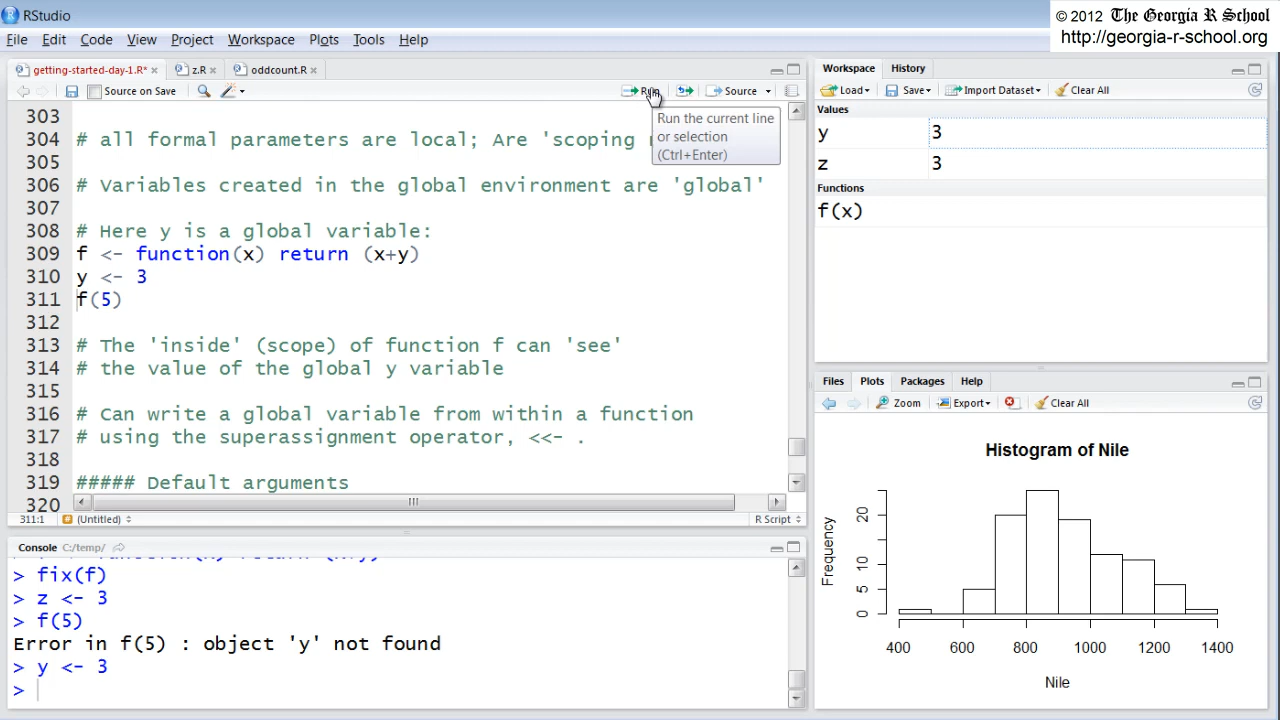 RStudio
© 2012 The Georgia R School
http://georgia-r-school.org
File Edit Code View Project Workspace Plots Tools Help
getting-started-day-1.R* z.R oddcount.R
Source on Save Run Source
Run the current line
or selection
(Ctrl+Enter)
303
304 # all formal parameters are local; Are 'scoping
305
306 # Variables created in the global environment are 'global'
307
308 # Here y is a global variable:
309 f <- function(x) return (x+y)
310 y <- 3
311 f(5)
312
313 # The 'inside' (scope) of function f can 'see'
314 # the value of the global y variable
315
316 # Can write a global variable from within a function
317 # using the superassignment operator, <<- .
318
319 ##### Default arguments
320
311:1 (Untitled) R Script
Console C:/temp/
> fix(f)
> z <- 3
> f(5)
Error in f(5) : object 'y' not found
> y <- 3
>
Workspace History
Load Save Import Dataset Clear All
Values
y 3
z 3
Functions
f(x)
Files Plots Packages Help
Zoom Export Clear All
Histogram of Nile
Frequency
20
10
5
0
400 600 800 1000 1200 1400
Nile